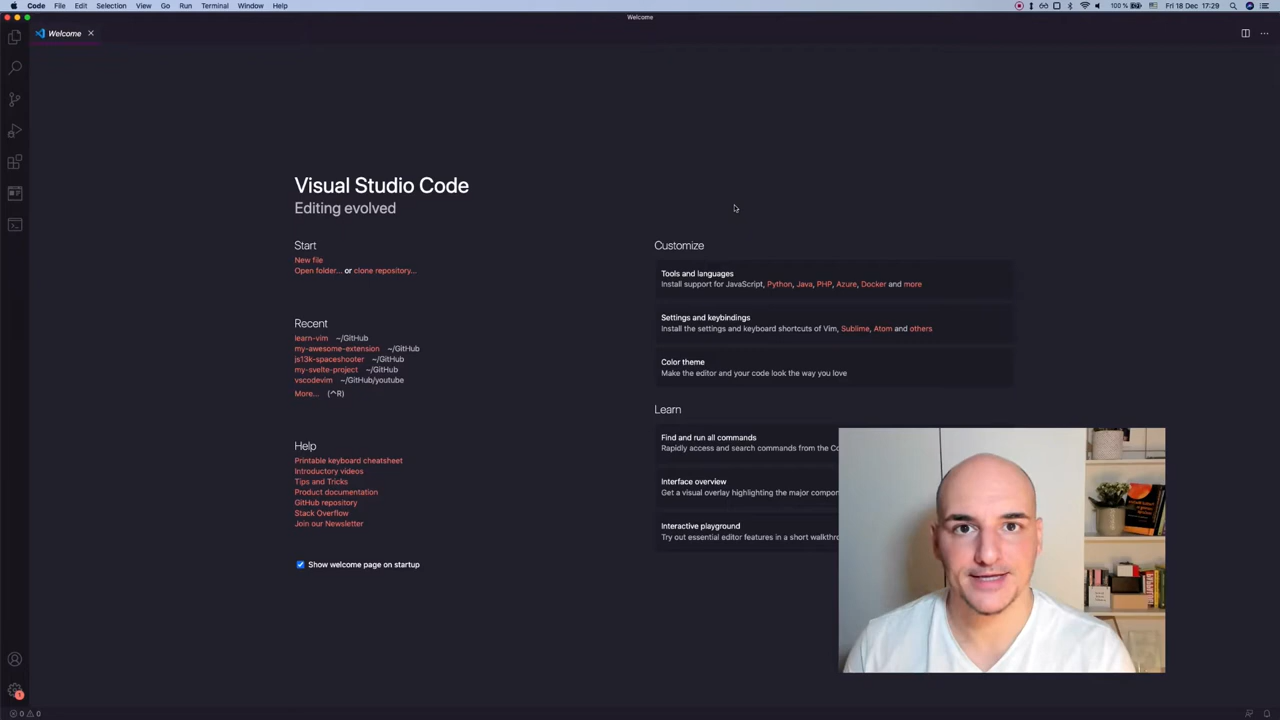 Code File Edit Selection View Go Run Terminal Window Help
100 % Fri 18 Dec 17:29
Welcome
Welcome
Visual Studio Code
Editing evolved
Start
New file
Open folder... or clone repository...
Recent
learn-vim ~/GitHub
my-awesome-extension ~/GitHub
js13k-spaceshooter ~/GitHub
my-svelte-project ~/GitHub
vscodevim ~/GitHub/youtube
More... (^R)
Help
Printable keyboard cheatsheet
Introductory videos
Tips and Tricks
Product documentation
GitHub repository
Stack Overflow
Join our Newsletter
Show welcome page on startup
Customize
Tools and languages
Install support for JavaScript, Python, Java, PHP, Azure, Docker and more
Settings and keybindings
Install the settings and keyboard shortcuts of Vim, Sublime, Atom and others
Color theme
Make the editor and your code look the way you love
Learn
Find and run all commands
Rapidly access and search commands from the Co
Interface overview
Get a visual overlay highlighting the major compon
Interactive playground
Try out essential editor features in a short walkthro
1
0 0